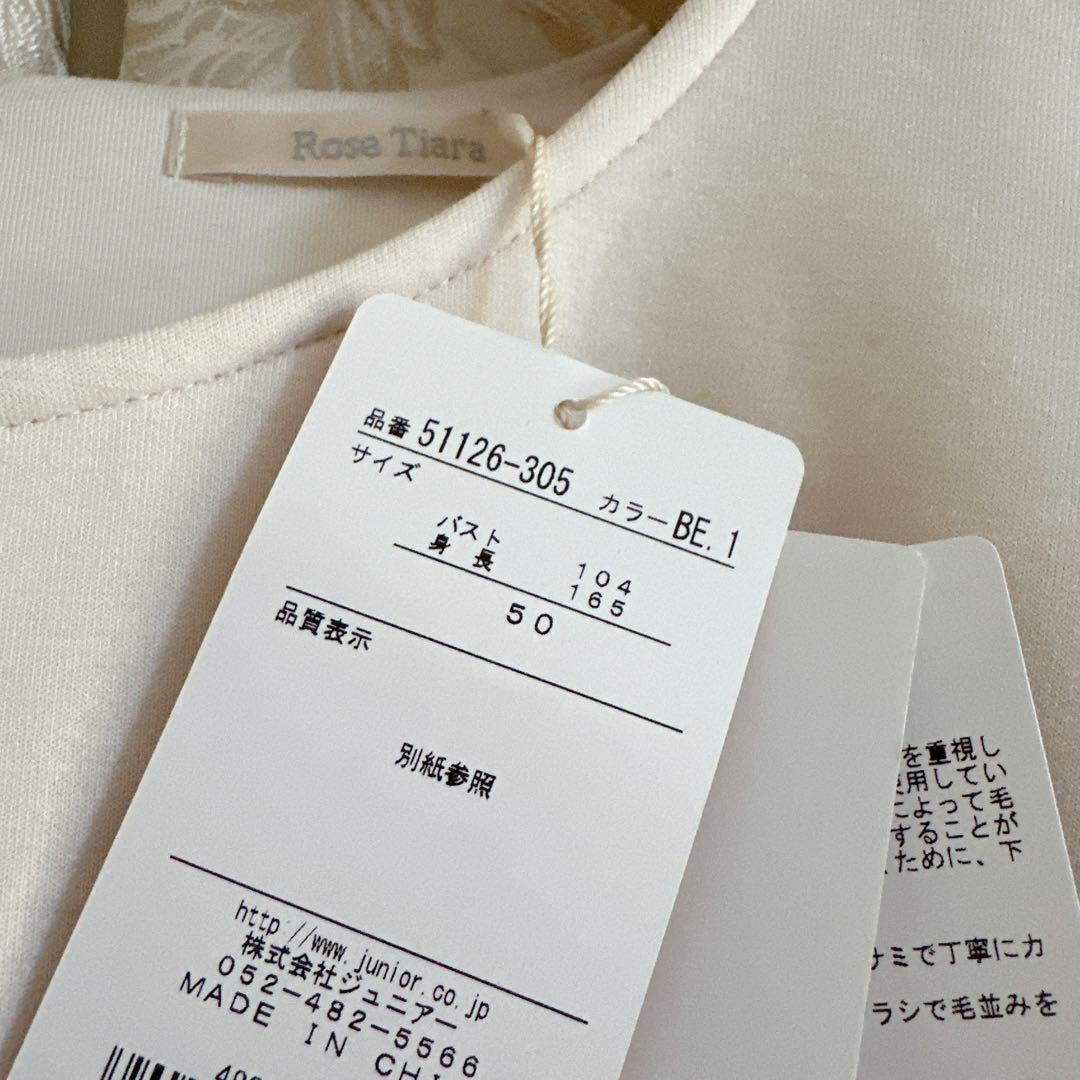 Rose Tiara
品番 51126-305 カラー BE.1
サイズ
バスト 104
身長 165
50
品質表示
別紙参照
http://www.junior.co.jp
株式会社ジュニアー
052-482-5566
MADE IN CHI
を重視し
用してい
によって毛
することが
ために、下
サミで丁寧にカ
ラシで毛並みを